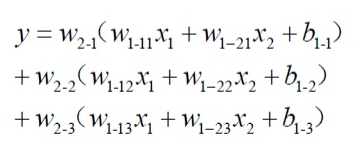 y = w₂₋₁(w₁₋₁₁x₁ + w₁₋₂₁x₂ + b₁₋₁)
+ w₂₋₂(w₁₋₁₂x₁ + w₁₋₂₂x₂ + b₁₋₂)
+ w₂₋₃(w₁₋₁₃x₁ + w₁₋₂₃x₂ + b₁₋₃)